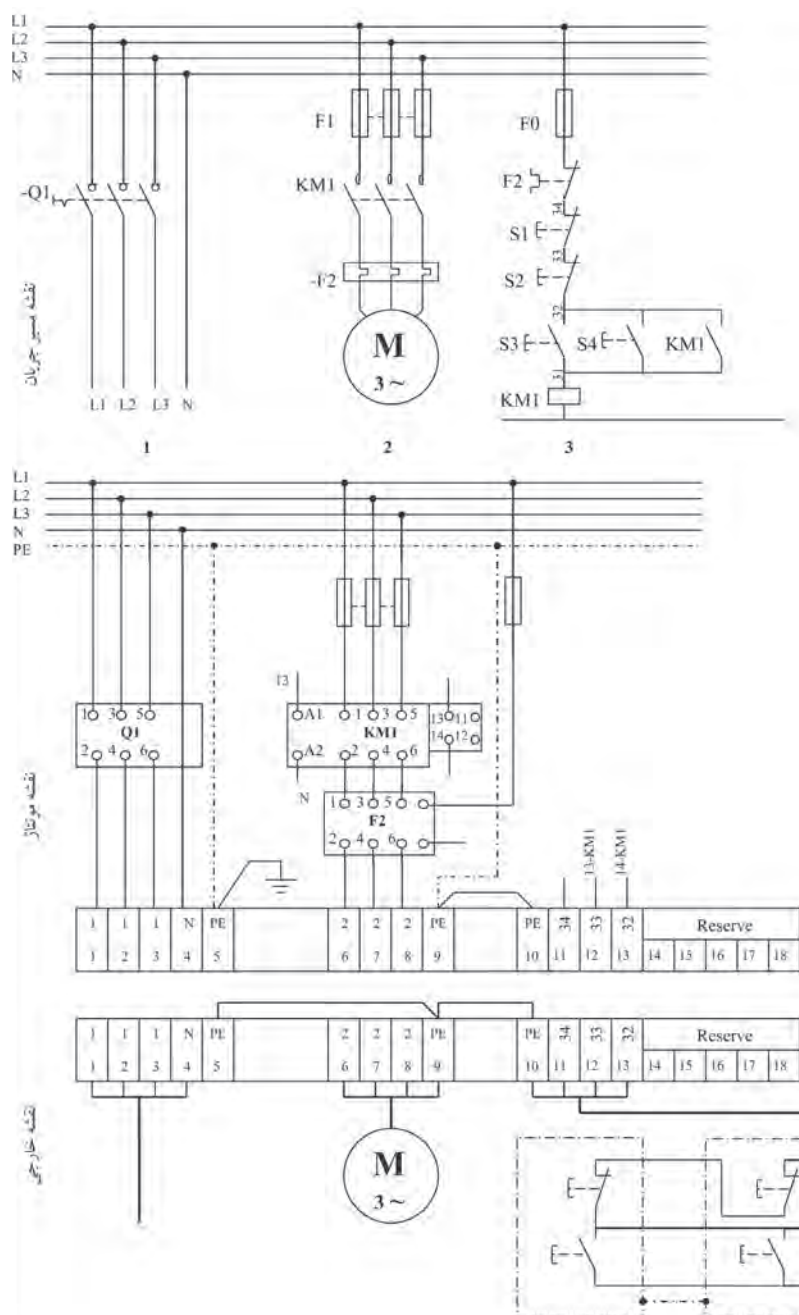 L1
L2
L3
N
F1
F0
-Q1
KM1
F2
34
S1
33
-F2
S2
32
M
3~
S3
S4
KM1
31
KM1
L1 L2 L3 N
1 2 3
نقشه مسیر جریان
L1
L2
L3
N
PE
13
1 3 5
Q1
2 4 6
A1 1 3 5
KM1
A2 2 4 6
13 11
14 12
N
1 3 5
F2
2 4 6
13-KM1
14-KM1
نقشه مونتاژ
1 1 1 N PE 2 2 2 PE PE 34 33 32 Reserve
1 2 3 4 5 6 7 8 9 10 11 12 13 14 15 16 17 18
1 1 1 N PE 2 2 2 PE PE 34 33 32 Reserve
1 2 3 4 5 6 7 8 9 10 11 12 13 14 15 16 17 18
نقشه خارجی
M
3~